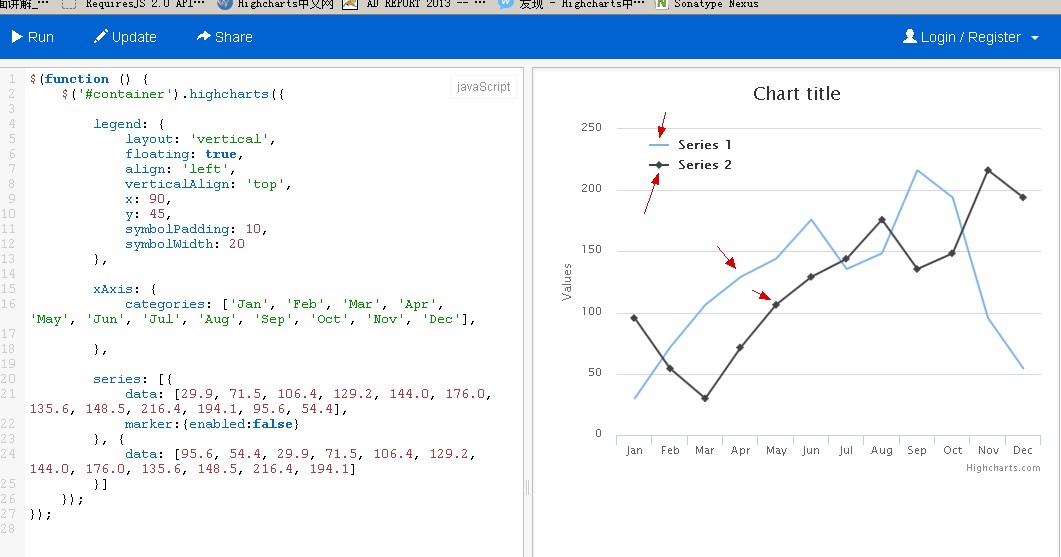 面讲解_...
RequiresJS 2.0 API...
Highcharts中文网
AD REPORT 2013 -- ...
发现 - Highcharts中...
Sonatype Nexus
Run
Update
Share
Login / Register
javaScript
1 $(function () {
2 $('#container').highcharts({
3
4 legend: {
5 layout: 'vertical',
6 floating: true,
7 align: 'left',
8 verticalAlign: 'top',
9 x: 90,
10 y: 45,
11 symbolPadding: 10,
12 symbolWidth: 20
13 },
14
15 xAxis: {
16 categories: ['Jan', 'Feb', 'Mar', 'Apr',
'May', 'Jun', 'Jul', 'Aug', 'Sep', 'Oct', 'Nov', 'Dec'],
17
18 },
19
20 series: [{
21 data: [29.9, 71.5, 106.4, 129.2, 144.0, 176.0,
135.6, 148.5, 216.4, 194.1, 95.6, 54.4],
22 marker:{enabled:false}
23 }, {
24 data: [95.6, 54.4, 29.9, 71.5, 106.4, 129.2,
144.0, 176.0, 135.6, 148.5, 216.4, 194.1]
25 }]
26 });
27 });
28
Chart title
Series 1
Series 2
Values
250
200
150
100
50
0
Jan Feb Mar Apr May Jun Jul Aug Sep Oct Nov Dec
Highcharts.com